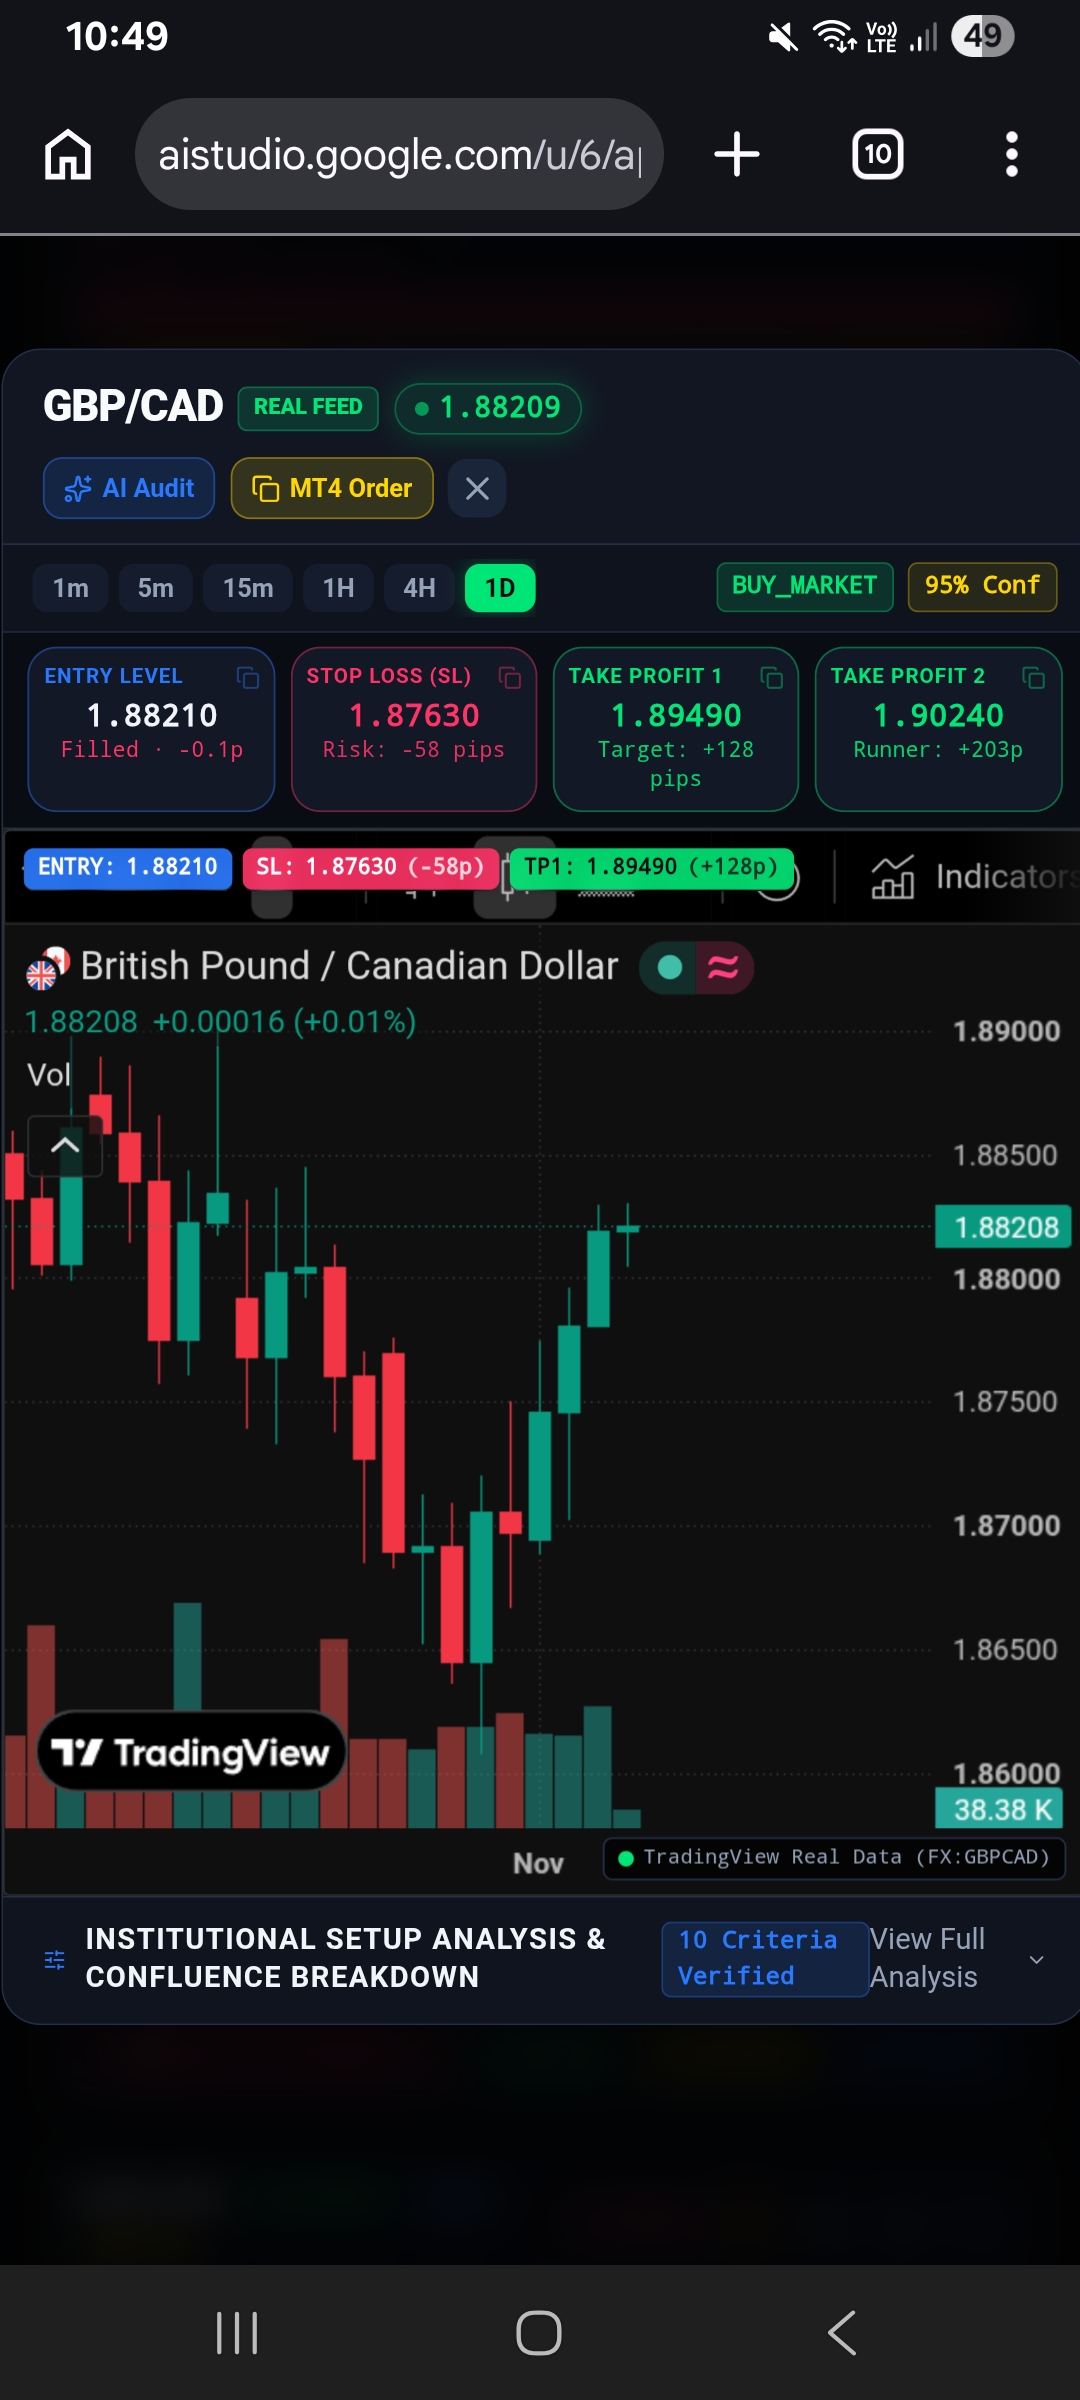 10:49
Vo)) LTE
49
aistudio.google.com/u/6/a
10
GBP/CAD
REAL FEED
1.88209
AI Audit
MT4 Order
1m
5m
15m
1H
4H
1D
BUY_MARKET
95% Conf
ENTRY LEVEL
1.88210
Filled · -0.1p
STOP LOSS (SL)
1.87630
Risk: -58 pips
TAKE PROFIT 1
1.89490
Target: +128
pips
TAKE PROFIT 2
1.90240
Runner: +203p
ENTRY: 1.88210
SL: 1.87630 (-58p)
TP1: 1.89490 (+128p)
Indicators
British Pound / Canadian Dollar
1.88208 +0.00016 (+0.01%)
Vol
1.89000
1.88500
1.88208
1.88000
1.87500
1.87000
1.86500
1.86000
38.38 K
TradingView
Nov
TradingView Real Data (FX:GBPCAD)
INSTITUTIONAL SETUP ANALYSIS &
CONFLUENCE BREAKDOWN
10 Criteria
Verified
View Full
Analysis